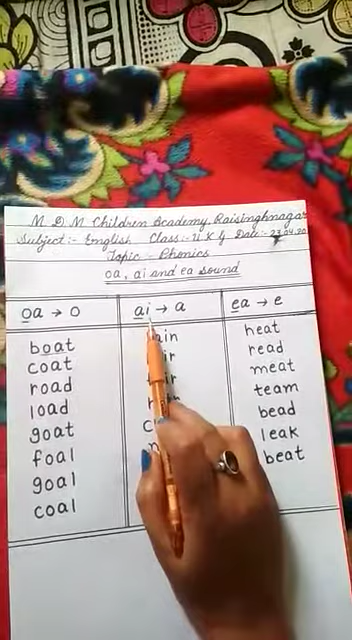 M D M Children Academy Raisinghnagar
Subject:- English Class:- U K G Date:- 23.04.20
Topic - Phonics
oa, ai and ea sound
oa → o
boat
coat
road
load
goat
foal
goal
coal
ai → a
ea → e
heat
read
meat
team
bead
leak
beat